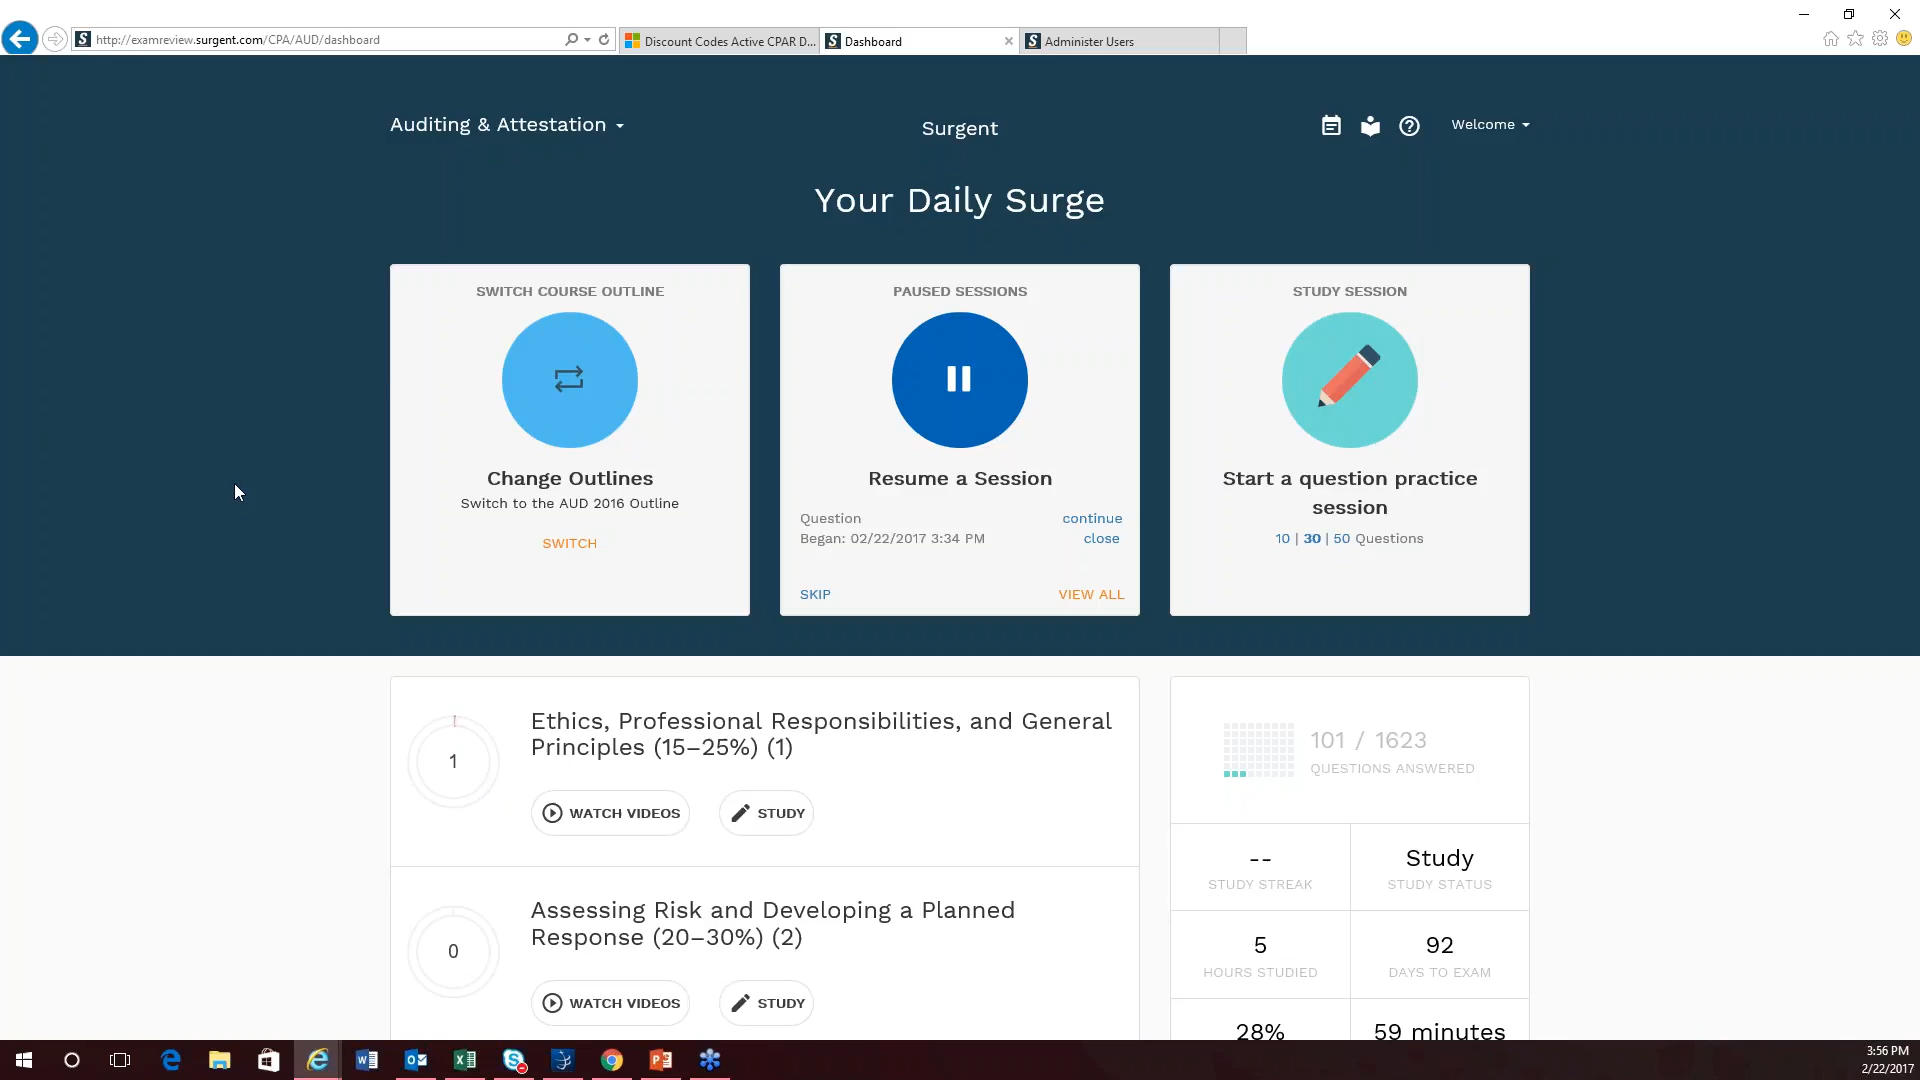 http://examreview.surgent.com/CPA/AUD/dashboard
Discount Codes Active CPAR D...
Dashboard
Administer Users
Auditing & Attestation
Surgent
Welcome
Your Daily Surge
SWITCH COURSE OUTLINE
Change Outlines
Switch to the AUD 2016 Outline
SWITCH
PAUSED SESSIONS
Resume a Session
Question continue
Began: 02/22/2017 3:34 PM close
SKIP VIEW ALL
STUDY SESSION
Start a question practice
session
10 | 30 | 50 Questions
1
Ethics, Professional Responsibilities, and General
Principles (15–25%) (1)
WATCH VIDEOS STUDY
0
Assessing Risk and Developing a Planned
Response (20–30%) (2)
WATCH VIDEOS STUDY
101 / 1623
QUESTIONS ANSWERED
--
STUDY STREAK
Study
STUDY STATUS
5
HOURS STUDIED
92
DAYS TO EXAM
28%
59 minutes
3:56 PM
2/22/2017